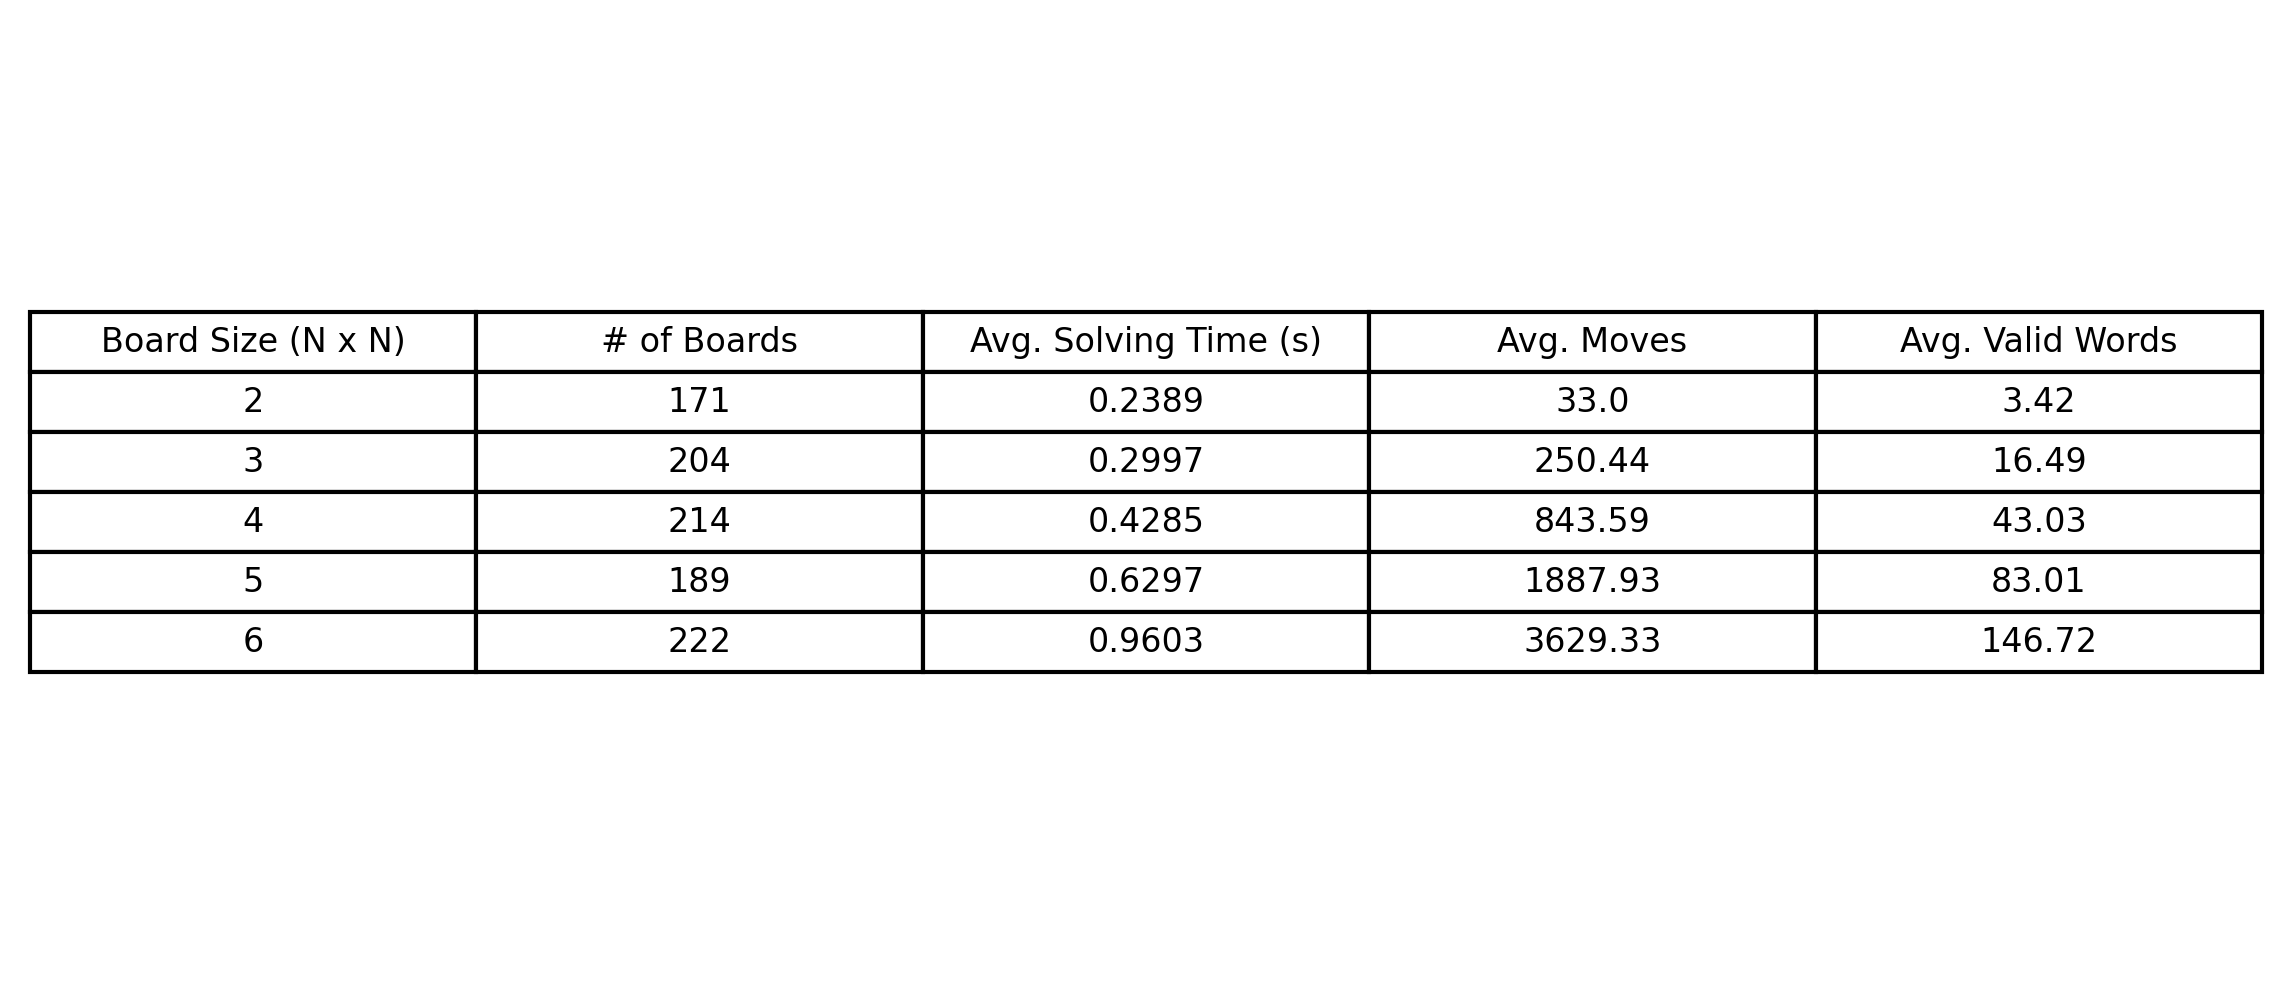 Board Size (N x N) # of Boards Avg. Solving Time (s) Avg. Moves Avg. Valid Words
2 171 0.2389 33.0 3.42
3 204 0.2997 250.44 16.49
4 214 0.4285 843.59 43.03
5 189 0.6297 1887.93 83.01
6 222 0.9603 3629.33 146.72